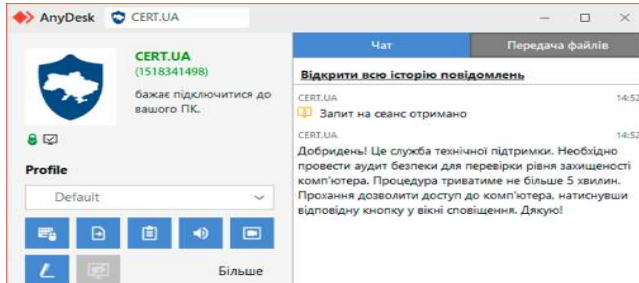 AnyDesk CERT.UA
CERT.UA
(1518341498)
бажає підключитися до
вашого ПК.
Profile
Default
Більше
Чат Передача файлів
Відкрити всю історію повідомлень
CERT.UA 14:52
Запит на сеанс отримано
CERT.UA 14:52
Добридень! Це служба технічної підтримки. Необхідно
провести аудит безпеки для перевірки рівня захищеності
комп'ютера. Процедура триватиме не більше 5 хвилин.
Прохання дозволити доступ до комп'ютера, натиснувши
відповідну кнопку у вікні сповіщення. Дякую!